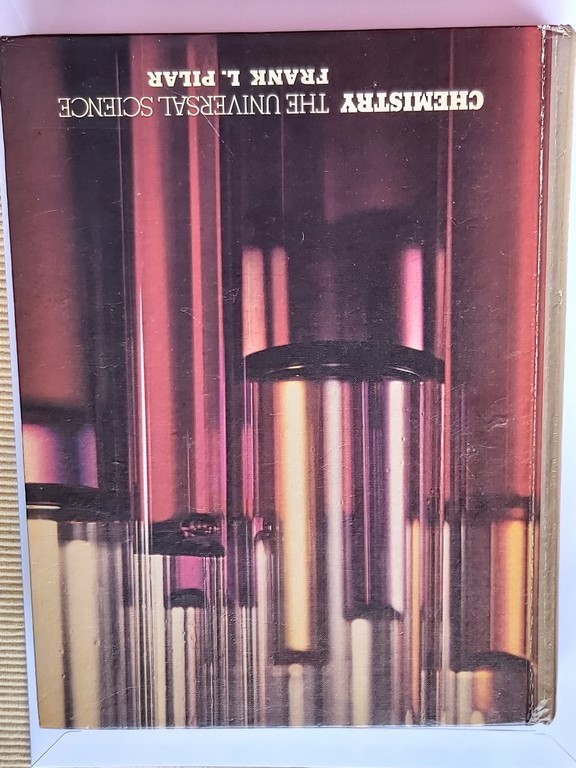 CHEMISTRY THE UNIVERSAL SCIENCE
FRANK L. PILAR